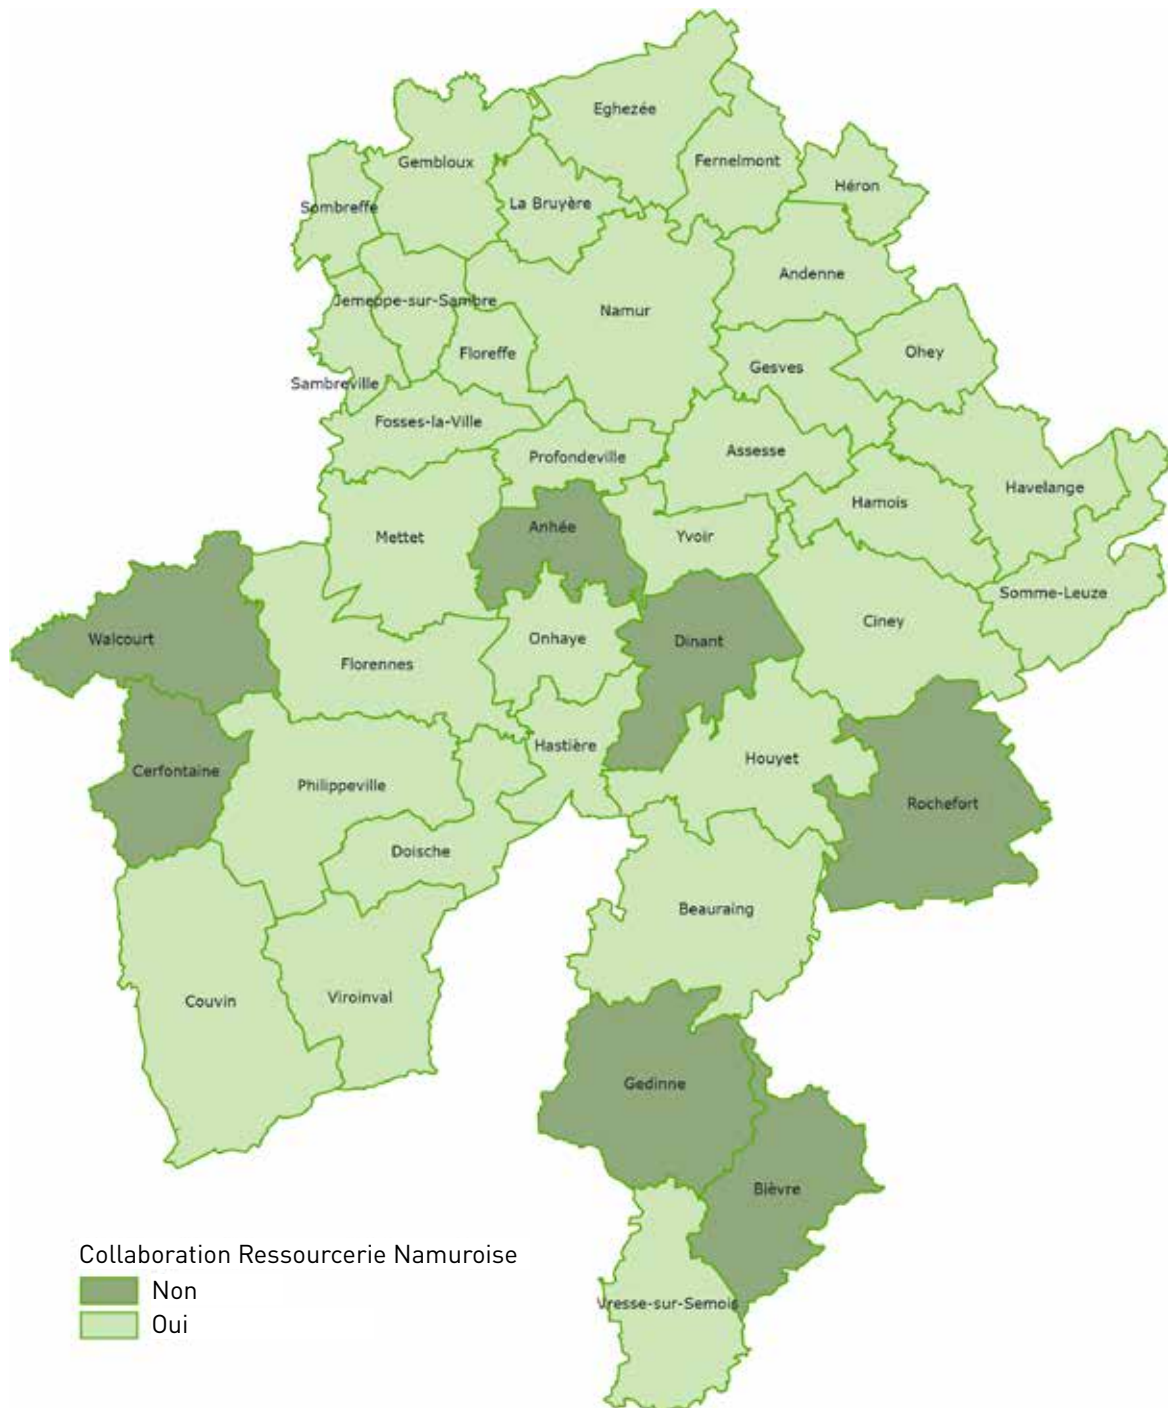 Eghezée
Gembloux
Fernelmont
Héron
Sombreffe
La Bruyère
Andenne
Jemeppe-sur-Sambre
Namur
Floreffe
Ohey
Gesves
Sambreville
Fosses-la-Ville
Assesse
Profondeville
Havelange
Hamois
Anhée
Mettet
Yvoir
Somme-Leuze
Ciney
Walcourt
Onhaye
Dinant
Florennes
Hastière
Houyet
Cerfontaine
Philippeville
Rochefort
Doische
Beauraing
Couvin
Viroinval
Gedinne
Bièvre
Vresse-sur-Semois
Collaboration Ressourcerie Namuroise
Non
Oui